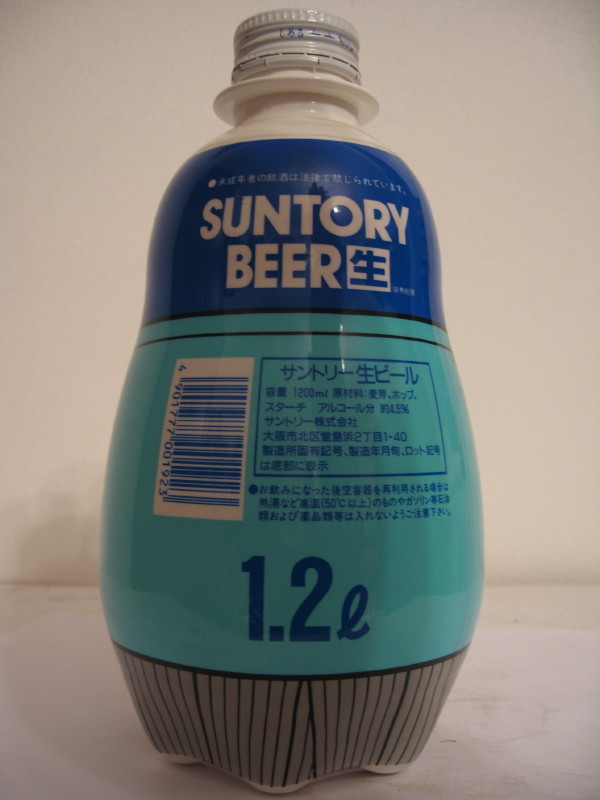 ●未成年者の飲酒は法律で禁じられています。
SUNTORY
BEER 生
サントリー生ビール
容量 1200ml 原材料:麦芽、ホップ、
スターチ アルコール分 約4.5%
サントリー株式会社
大阪市北区堂島浜2丁目1-40
製造所固有記号、製造年月旬、ロット記号
は底部に表示
4 901777 001923
●お飲みになった後空容器を再利用される場合は
熱湯など高温(50℃以上)のものやガソリン等石油
類および薬品類等は入れないようご注意下さい。
1.2ℓ